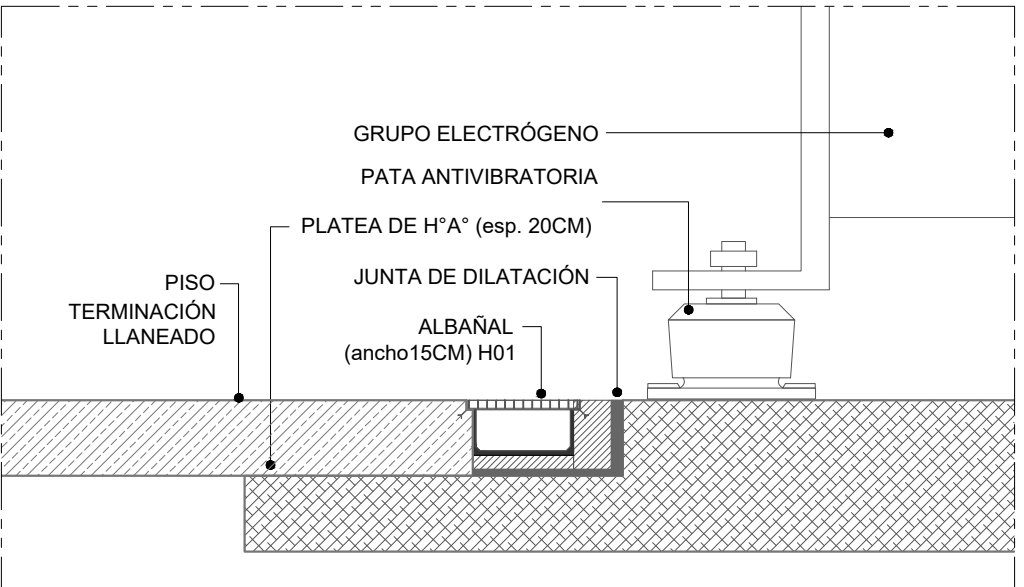 GRUPO ELECTRÓGENO
PATA ANTIVIBRATORIA
PLATEA DE H°A° (esp. 20CM)
JUNTA DE DILATACIÓN
PISO
TERMINACIÓN
LLANEADO
ALBAÑAL
(ancho15CM) H01